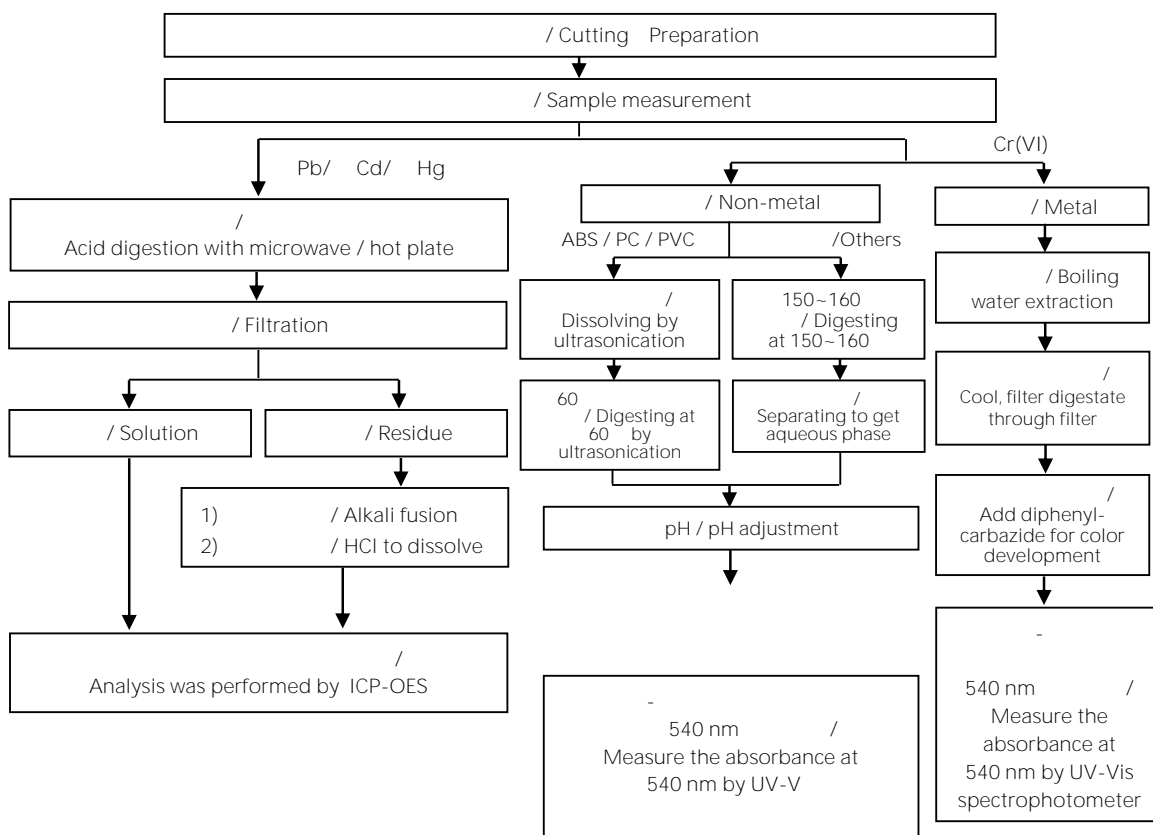 / Cutting Preparation
/ Sample measurement
Pb/ Cd/ Hg
Cr(VI)
/
Acid digestion with microwave / hot plate
/ Filtration
/ Solution
/ Residue
1) / Alkali fusion
2) / HCl to dissolve
/
Analysis was performed by ICP-OES
/ Non-metal
ABS / PC / PVC
/Others
/
Dissolving by
ultrasonication
150~160
/ Digesting
at 150~160
60
/ Digesting at
60 by
ultrasonication
/
Separating to get
aqueous phase
pH / pH adjustment
-
540 nm /
Measure the absorbance at
540 nm by UV-V
/ Metal
/ Boiling
water extraction
/
Cool, filter digestate
through filter
/
Add diphenyl-
carbazide for color
development
-
540 nm /
Measure the
absorbance at
540 nm by UV-Vis
spectrophotometer